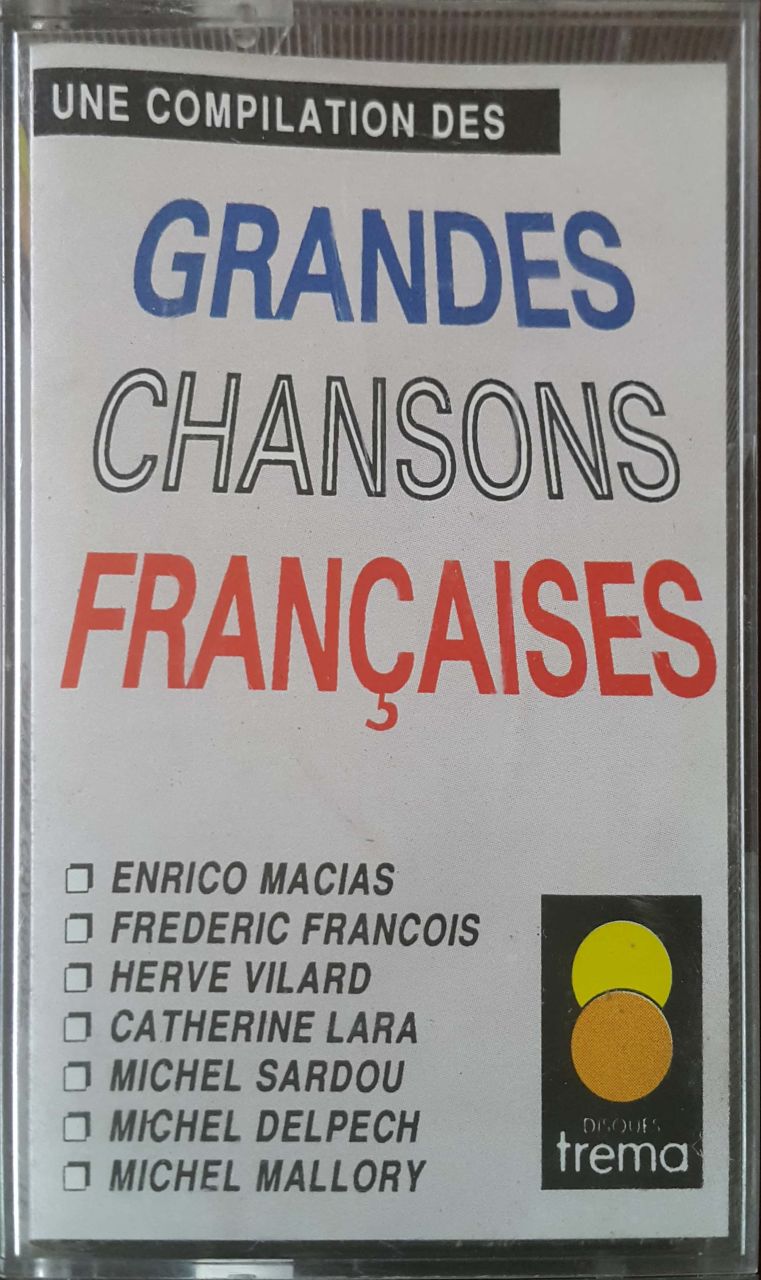 UNE COMPILATION DES
GRANDES
CHANSONS
FRANÇAISES
ENRICO MACIAS
FREDERIC FRANCOIS
HERVE VILARD
CATHERINE LARA
MICHEL SARDOU
MICHEL DELPECH
MICHEL MALLORY
DISQUES
trema